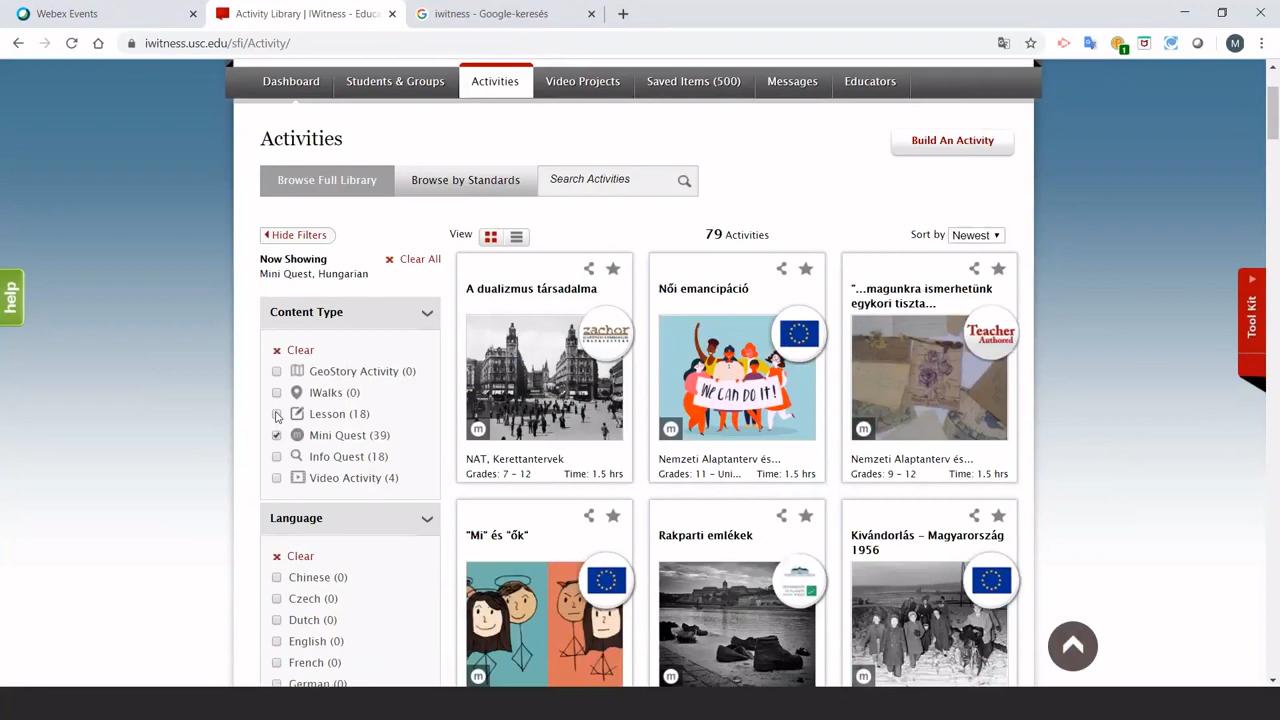 Webex Events
Activity Library | IWitness - Educa
iwitness - Google-keresés
iwitness.usc.edu/sfi/Activity/
1
M
Dashboard
Students & Groups
Activities
Video Projects
Saved Items (500)
Messages
Educators
Activities
Build An Activity
Browse Full Library
Browse by Standards
Search Activities
Hide Filters
View
79 Activities
Sort by
Newest
Now Showing
Clear All
Mini Quest, Hungarian
Content Type
Clear
GeoStory Activity (0)
IWalks (0)
Lesson (18)
Mini Quest (39)
Info Quest (18)
Video Activity (4)
Language
Clear
Chinese (0)
Czech (0)
Dutch (0)
English (0)
French (0)
German (0)
A dualizmus társadalma
zachor
m
NAT, Kerettantervek
Grades: 7 – 12
Time: 1.5 hrs
Női emancipáció
WE CAN DO IT!
m
Nemzeti Alaptanterv és...
Grades: 11 – Uni...
Time: 1.5 hrs
"...magunkra ismerhetünk
egykori tiszta...
Teacher
Authored
m
Nemzeti Alaptanterv és...
Grades: 9 – 12
Time: 1.5 hrs
"Mi" és "ők"
m
Rakparti emlékek
m
Kivándorlás – Magyarország
1956
m
help
Tool Kit